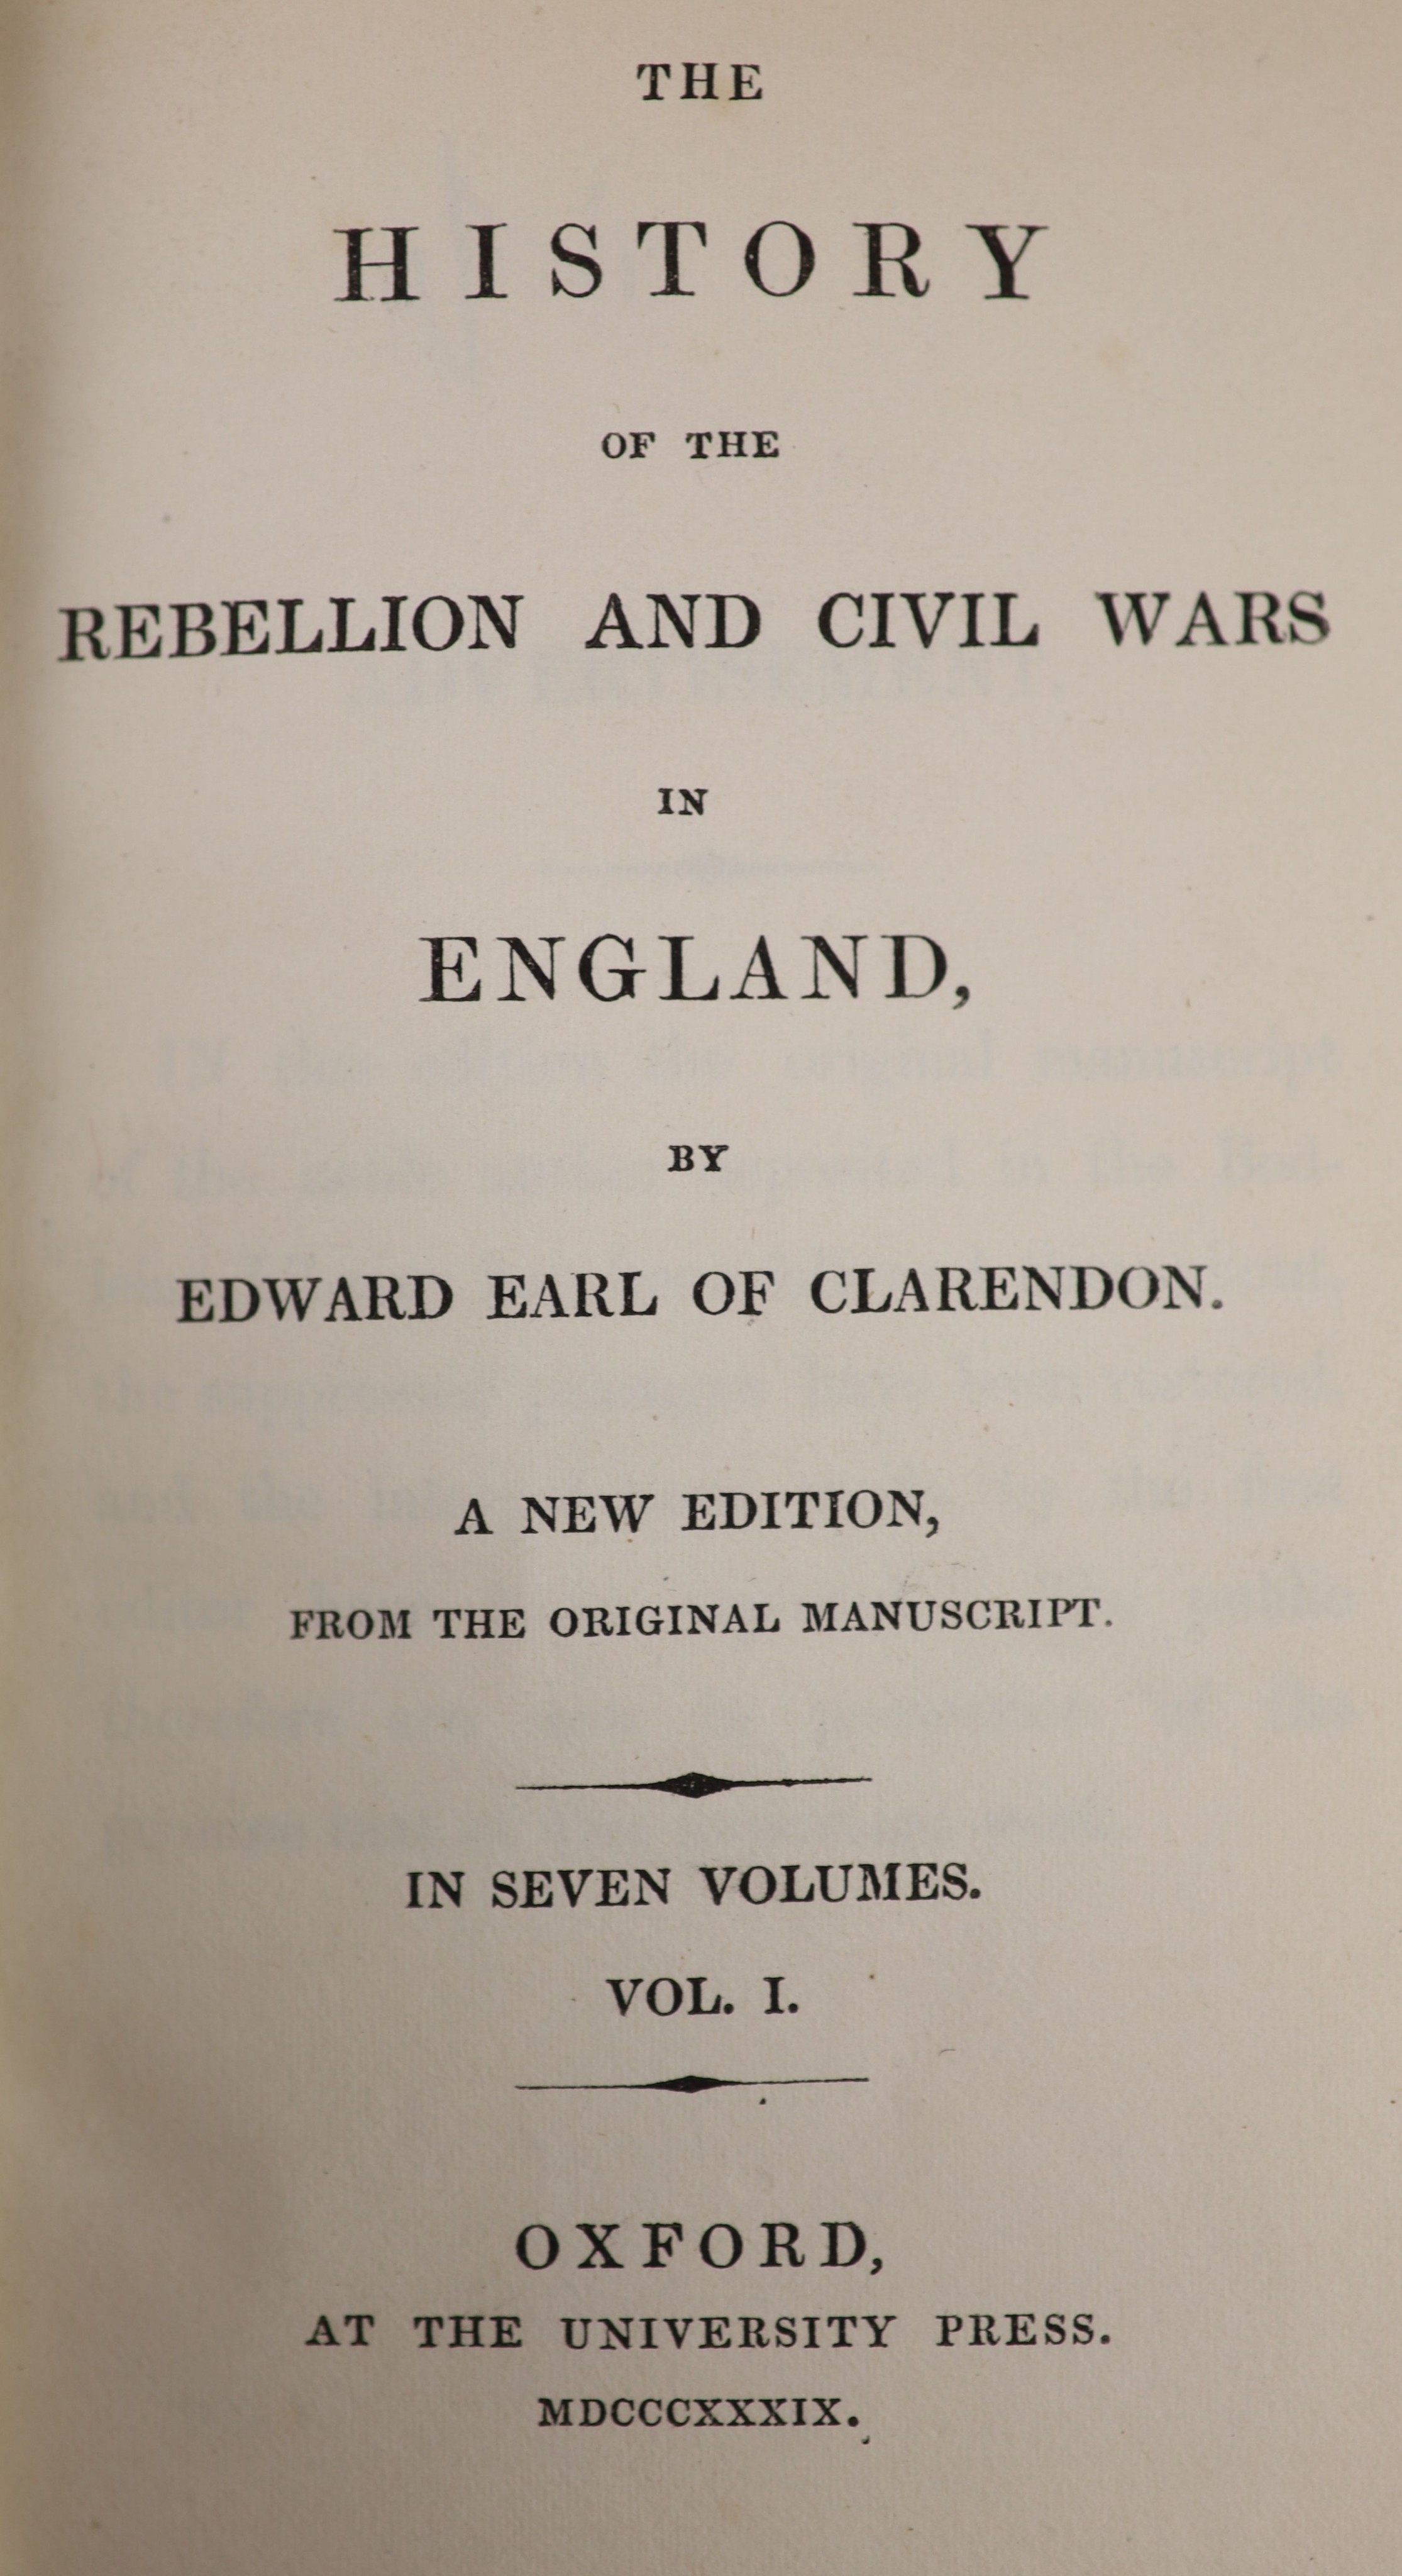 THE
HISTORY
OF THE
REBELLION AND CIVIL WARS
IN
ENGLAND,
BY
EDWARD EARL OF CLARENDON.
A NEW EDITION,
FROM THE ORIGINAL MANUSCRIPT.
IN SEVEN VOLUMES.
VOL. I.
OXFORD,
AT THE UNIVERSITY PRESS.
MDCCCXXXIX.